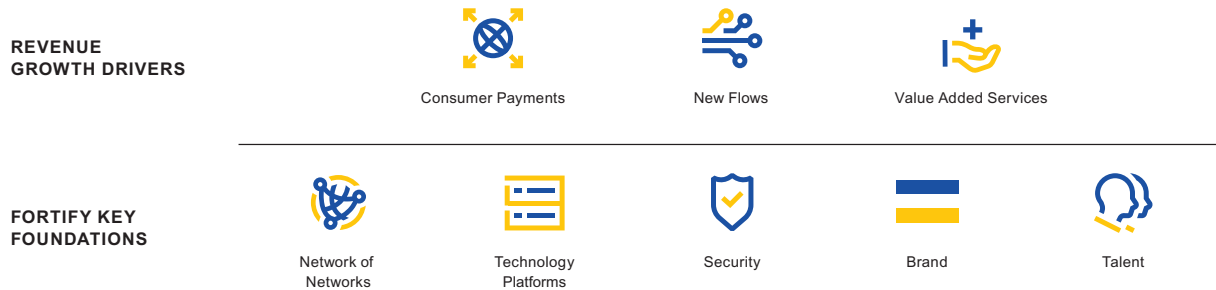 REVENUE
GROWTH DRIVERS
Consumer Payments
New Flows
Value Added Services
FORTIFY KEY
FOUNDATIONS
Network of
Networks
Technology
Platforms
Security
Brand
Talent